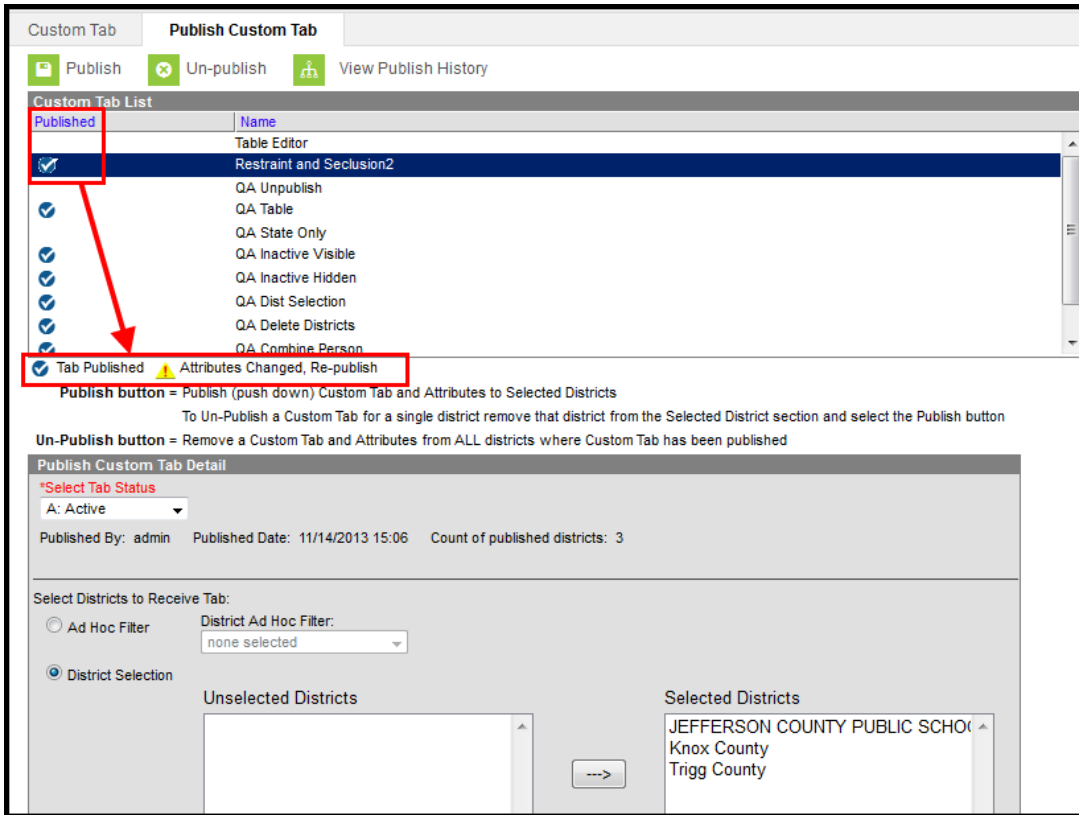 Custom Tab Publish Custom Tab
Publish Un-publish View Publish History
Custom Tab List
Published Name
Table Editor
Restraint and Seclusion2
QA Unpublish
QA Table
QA State Only
QA Inactive Visible
QA Inactive Hidden
QA Dist Selection
QA Delete Districts
QA Combine Person
Tab Published Attributes Changed, Re-publish
Publish button = Publish (push down) Custom Tab and Attributes to Selected Districts
To Un-Publish a Custom Tab for a single district remove that district from the Selected District section and select the Publish button
Un-Publish button = Remove a Custom Tab and Attributes from ALL districts where Custom Tab has been published
Publish Custom Tab Detail
*Select Tab Status
A: Active
Published By: admin Published Date: 11/14/2013 15:06 Count of published districts: 3
Select Districts to Receive Tab:
Ad Hoc Filter District Ad Hoc Filter:
none selected
District Selection
Unselected Districts Selected Districts
JEFFERSON COUNTY PUBLIC SCHOO
Knox County
Trigg County
--->